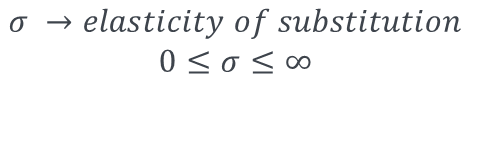 σ → elasticity of substitution
0 ≤ σ ≤ ∞